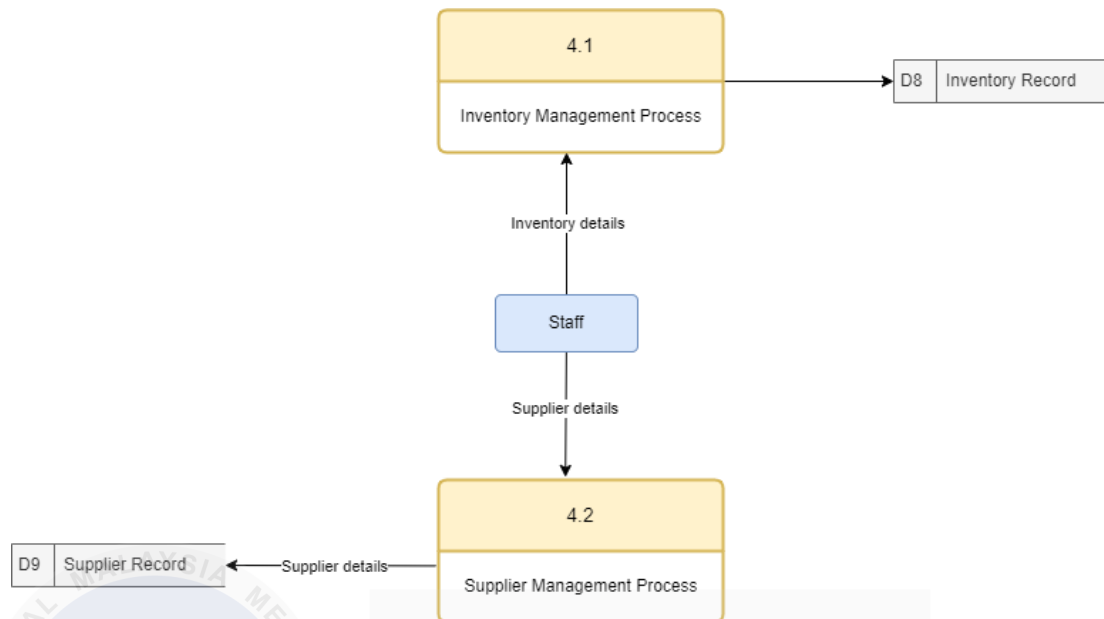 4.1
Inventory Management Process
D8 Inventory Record
Inventory details
Staff
Supplier details
4.2
Supplier Management Process
D9 Supplier Record
Supplier details
MALAYSIA